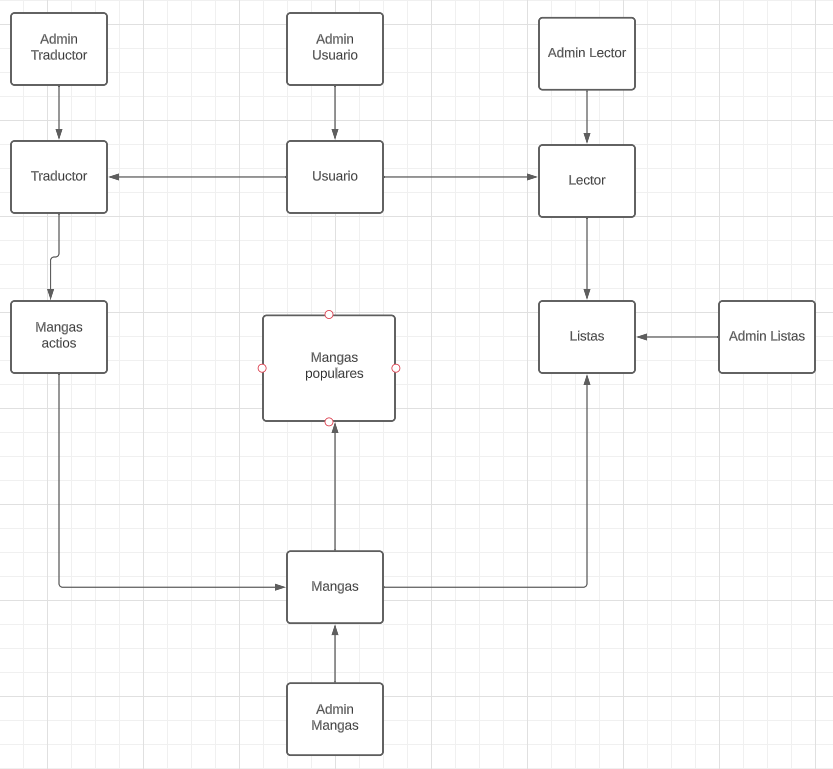 Admin
Traductor
Admin
Usuario
Admin Lector
Traductor
Usuario
Lector
Mangas
actios
Mangas
populares
Listas
Admin Listas
Mangas
Admin
Mangas